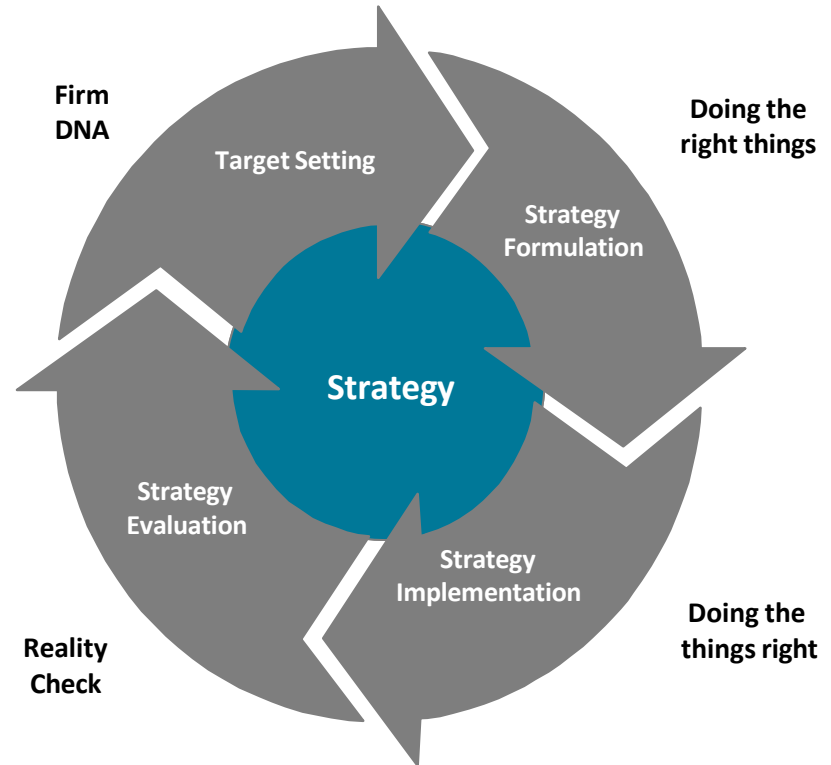 Firm
DNA
Target Setting
Doing the
right things
Strategy
Formulation
Strategy
Strategy
Evaluation
Strategy
Implementation
Reality
Check
Doing the
things right